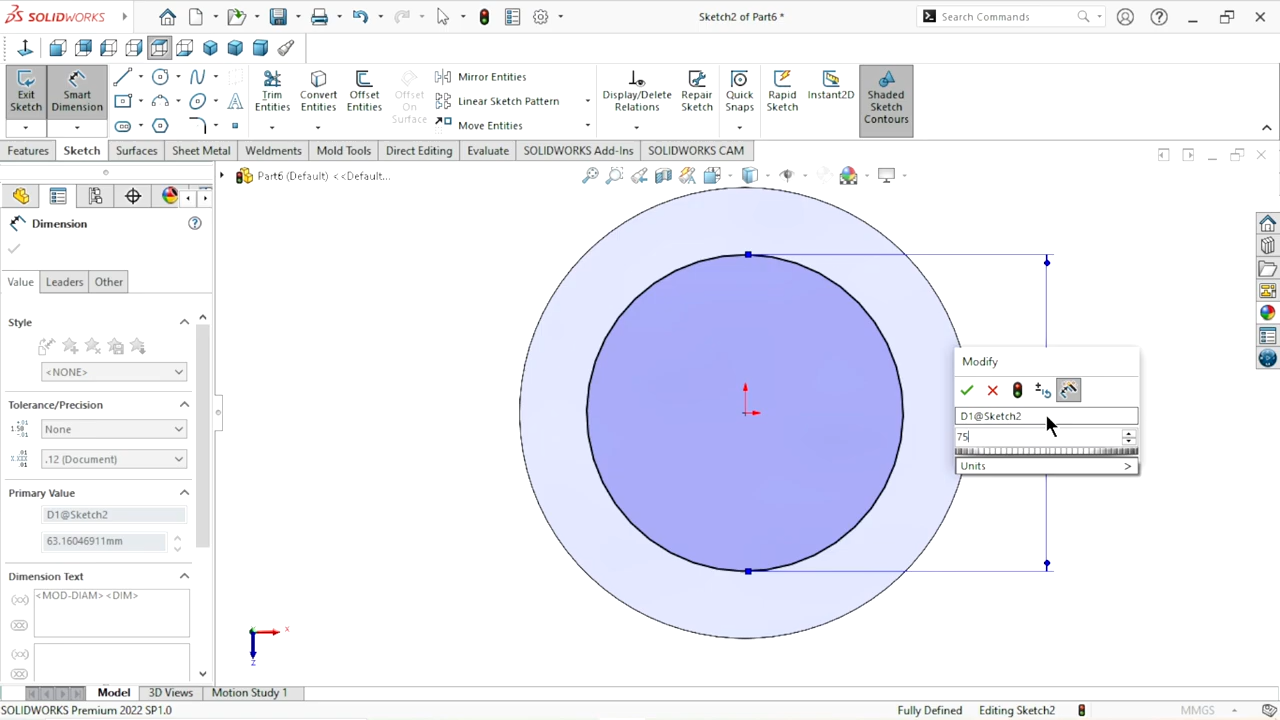 SOLIDWORKS
Sketch2 of Part6 *
Search Commands
Exit Sketch
Smart Dimension
Trim Entities
Convert Entities
Offset Entities
Offset On Surface
Mirror Entities
Linear Sketch Pattern
Move Entities
Display/Delete Relations
Repair Sketch
Quick Snaps
Rapid Sketch
Instant2D
Shaded Sketch Contours
Features
Sketch
Surfaces
Sheet Metal
Weldments
Mold Tools
Direct Editing
Evaluate
SOLIDWORKS Add-Ins
SOLIDWORKS CAM
Part6 (Default) <<Default...
Dimension
Value
Leaders
Other
Style
<NONE>
Tolerance/Precision
None
.12 (Document)
Primary Value
D1@Sketch2
63.16046911mm
Dimension Text
<MOD-DIAM> <DIM>
Modify
D1@Sketch2
75
Units
x
z
Model
3D Views
Motion Study 1
SOLIDWORKS Premium 2022 SP1.0
Fully Defined
Editing Sketch2
MMGS